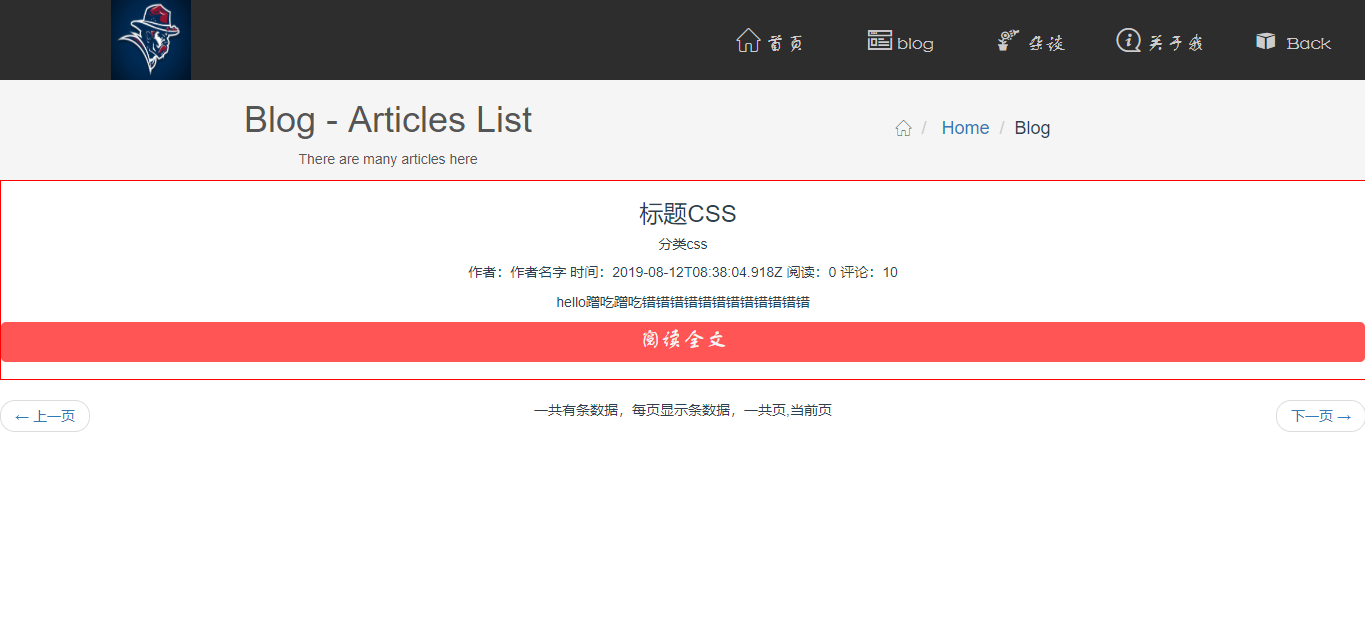 首页 blog 杂读 关于我 Back
Blog - Articles List
/ Home / Blog
There are many articles here
标题CSS
分类css
作者：作者名字 时间：2019-08-12T08:38:04.918Z 阅读：0 评论：10
hello蹭吃蹭吃错错错错错错错错错错错错
阅读全文
← 上一页 一共有条数据，每页显示条数据，一共页,当前页 下一页 →